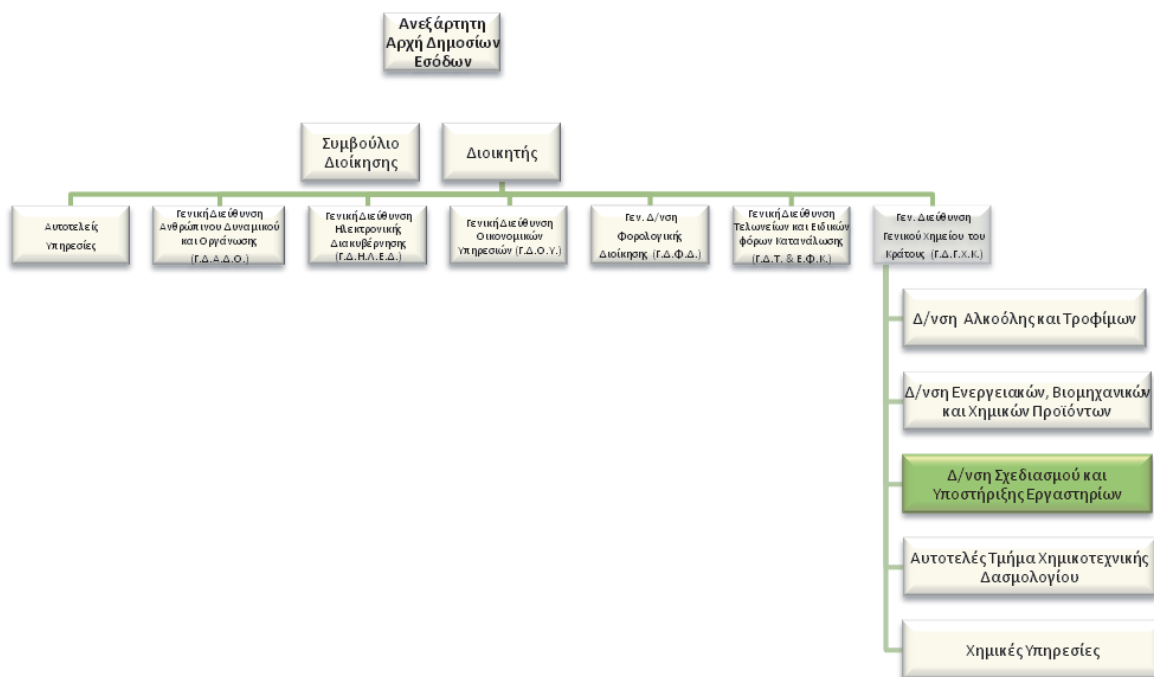 Ανεξάρτητη
Αρχή Δημοσίων
Εσόδων
Συμβούλιο
Διοίκησης
Διοικητής
Αυτοτελείς
Υπηρεσίες
Γενική Διεύθυνση
Ανθρώπινου Δυναμικού
και Οργάνωσης
(Γ.Δ.Α.Δ.Ο.)
Γενική Διεύθυνση
Ηλεκτρονικής
Διακυβέρνησης
(Γ.Δ.Η.Λ.Ε.Δ.)
Γενική Διεύθυνση
Οικονομικών
Υπηρεσιών (Γ.Δ.Ο.Υ.)
Γεν. Δ/νση
Φορολογικής
Διοίκησης (Γ.Δ.Φ.Δ.)
Γενική Διεύθυνση
Τελωνείων και Ειδικών
φόρων Κατανάλωσης
(Γ.Δ.Τ. & Ε.Φ.Κ.)
Γεν. Διεύθυνση
Γενικού Χημείου του
Κράτους (Γ.Δ.Γ.Χ.Κ.)
Δ/νση Αλκοόλης και Τροφίμων
Δ/νση Ενεργειακών, Βιομηχανικών
και Χημικών Προϊόντων
Δ/νση Σχεδιασμού και
Υποστήριξης Εργαστηρίων
Αυτοτελές Τμήμα Χημικοτεχνικής
Δασμολογίου
Χημικές Υπηρεσίες